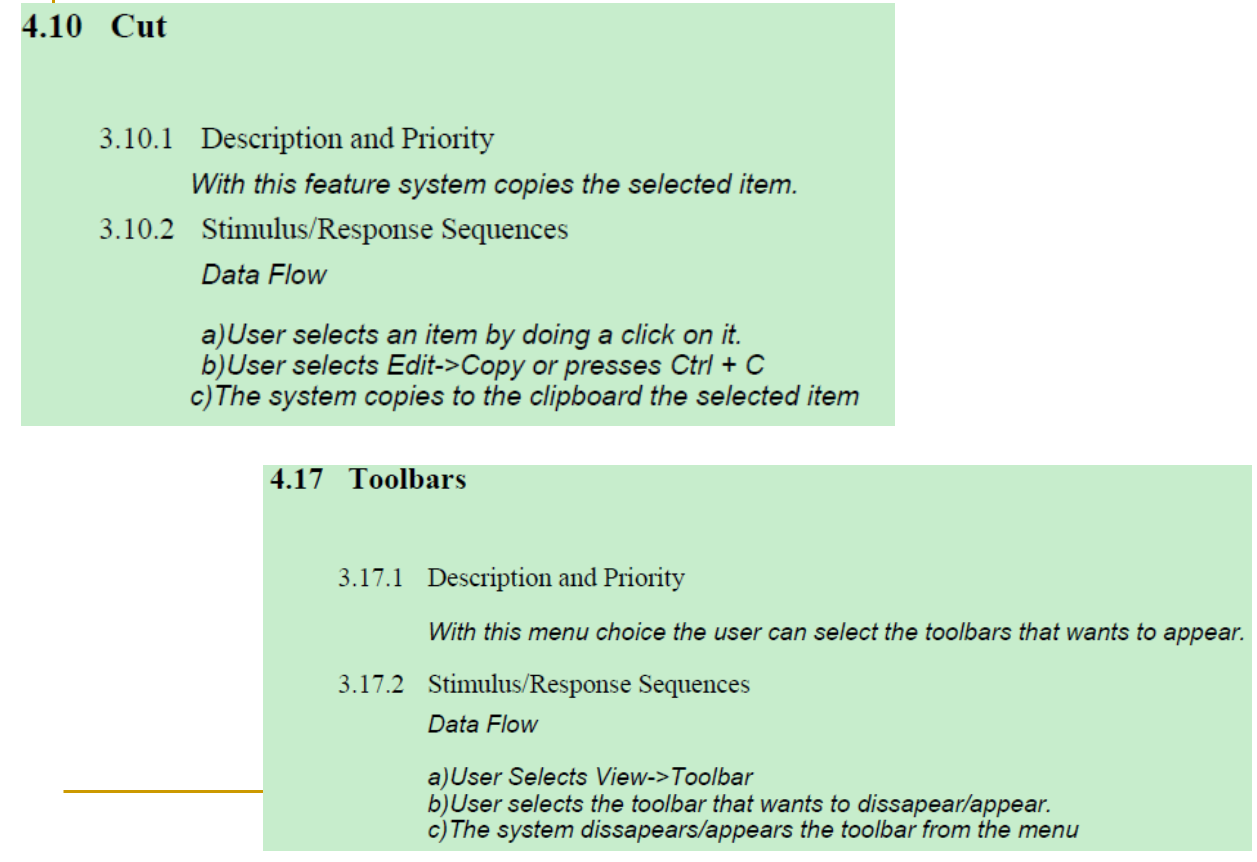 4.10 Cut
3.10.1 Description and Priority
With this feature system copies the selected item.
3.10.2 Stimulus/Response Sequences
Data Flow
a)User selects an item by doing a click on it.
b)User selects Edit->Copy or presses Ctrl + C
c)The system copies to the clipboard the selected item
4.17 Toolbars
3.17.1 Description and Priority
With this menu choice the user can select the toolbars that wants to appear.
3.17.2 Stimulus/Response Sequences
Data Flow
a)User Selects View->Toolbar
b)User selects the toolbar that wants to dissapear/appear.
c)The system dissapears/appears the toolbar from the menu